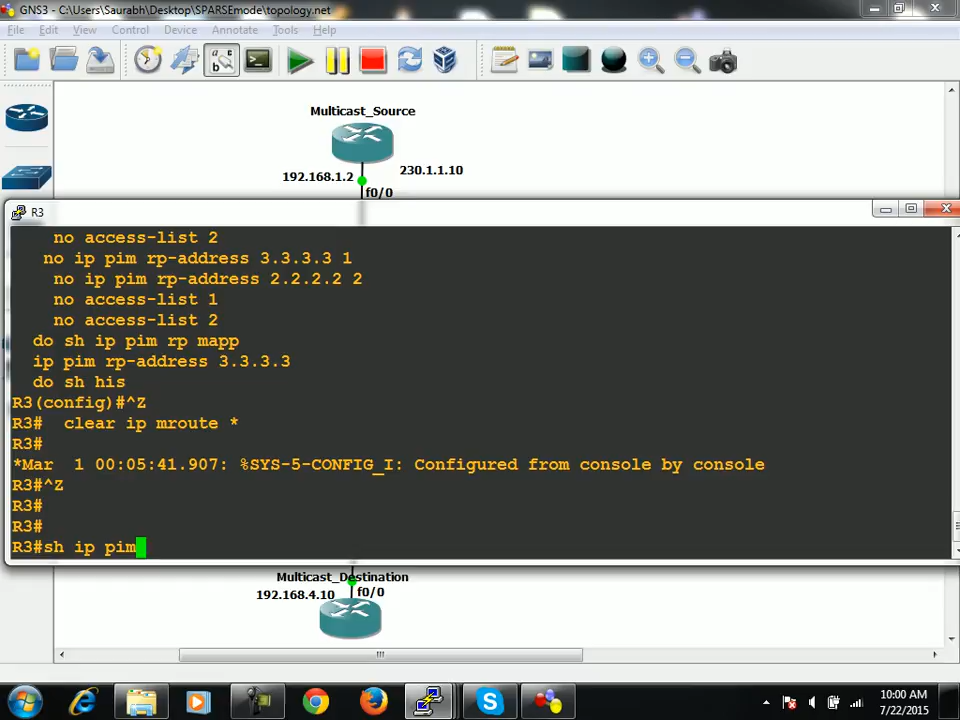 GNS3 - C:\Users\Saurabh\Desktop\SPARSEmode\topology.net
File Edit View Control Device Annotate Tools Help
Multicast_Source
192.168.1.2
230.1.1.10
f0/0
R3
no access-list 2
no ip pim rp-address 3.3.3.3 1
no ip pim rp-address 2.2.2.2 2
no access-list 1
no access-list 2
do sh ip pim rp mapp
ip pim rp-address 3.3.3.3
do sh his
R3(config)#^Z
R3#  clear ip mroute *
R3#
*Mar  1 00:05:41.907: %SYS-5-CONFIG_I: Configured from console by console
R3#^Z
R3#
R3#
R3#sh ip pim
Multicast_Destination
192.168.4.10
f0/0
10:00 AM
7/22/2015